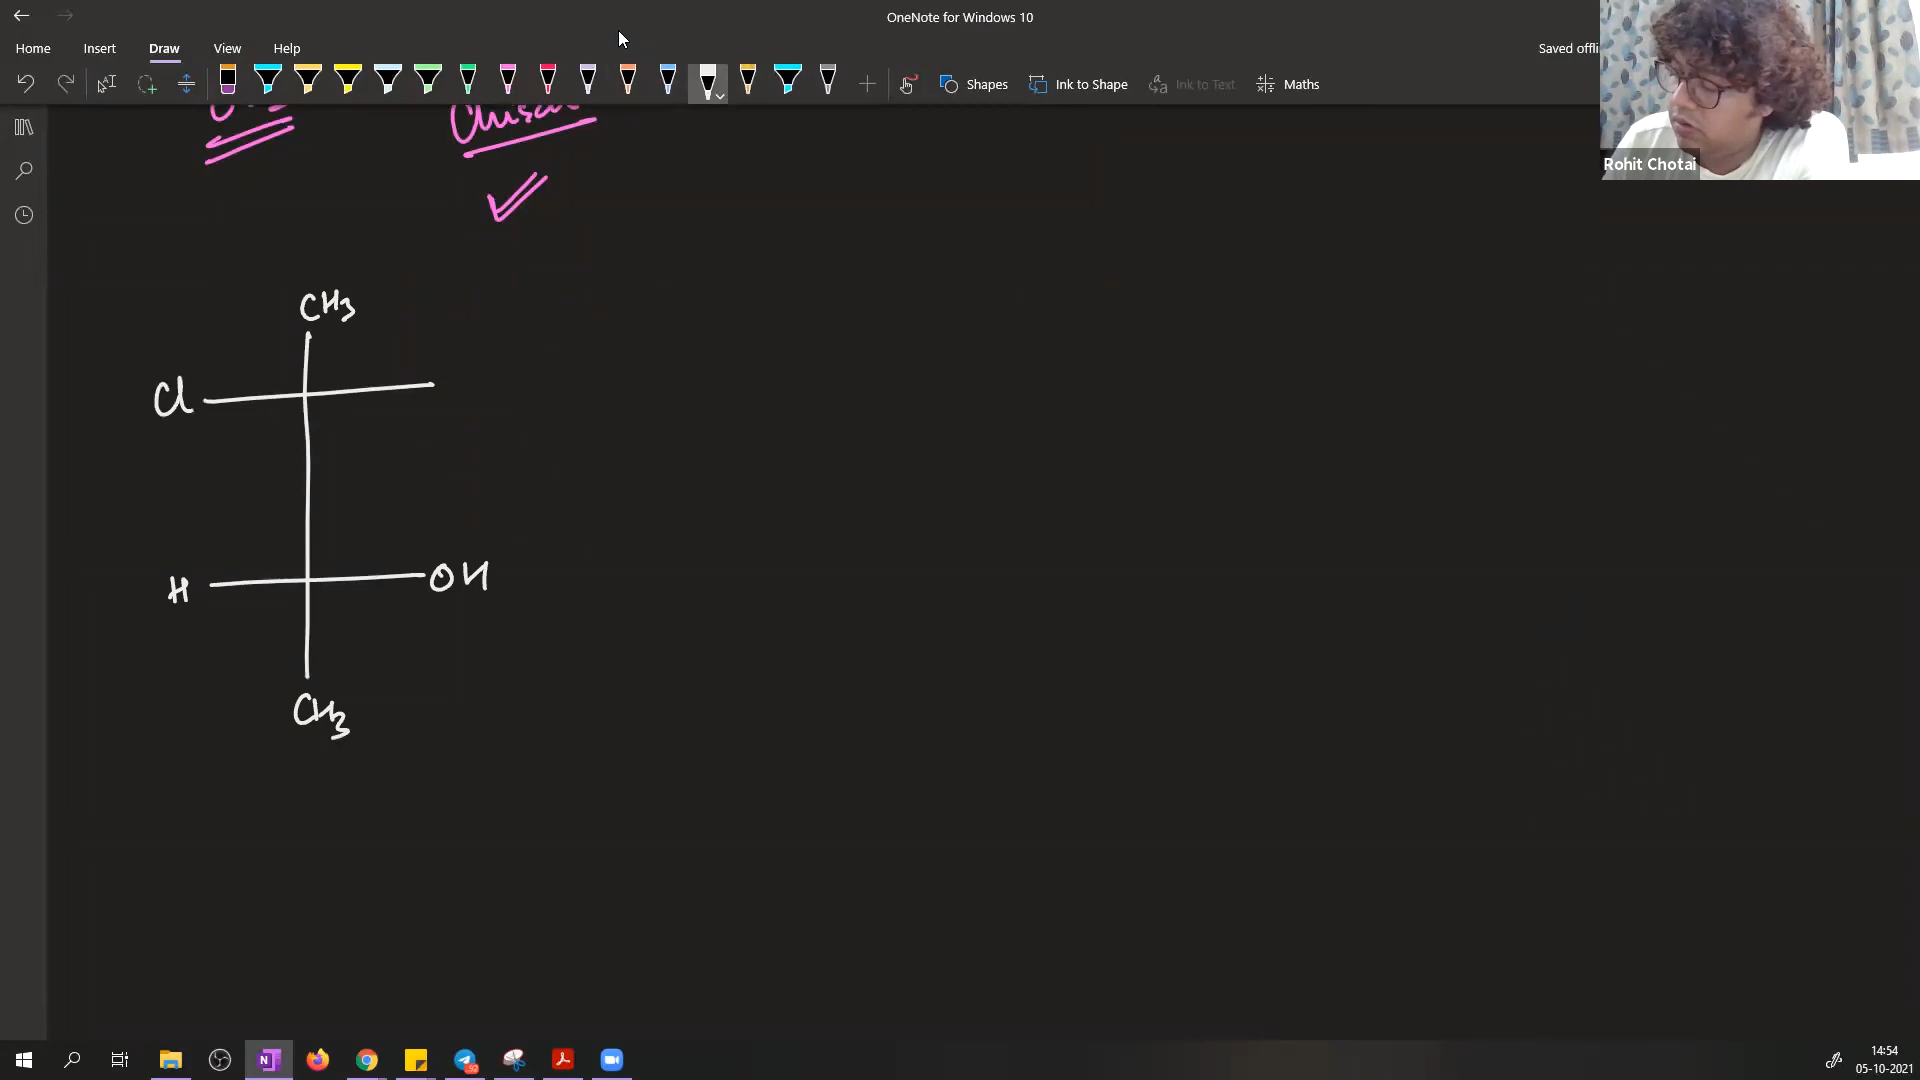 OneNote for Windows 10
Home Insert Draw View Help Saved offli
Shapes Ink to Shape Ink to Text Maths
Rohit Chotai
CH3
Cl
H OH
CH3
92
14:54
05-10-2021